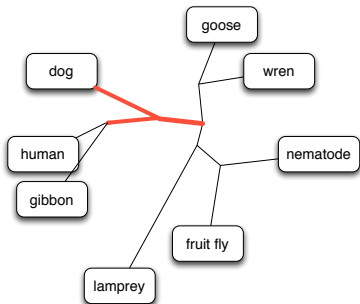 goose
dog
wren
human
nematode
gibbon
fruit fly
lamprey